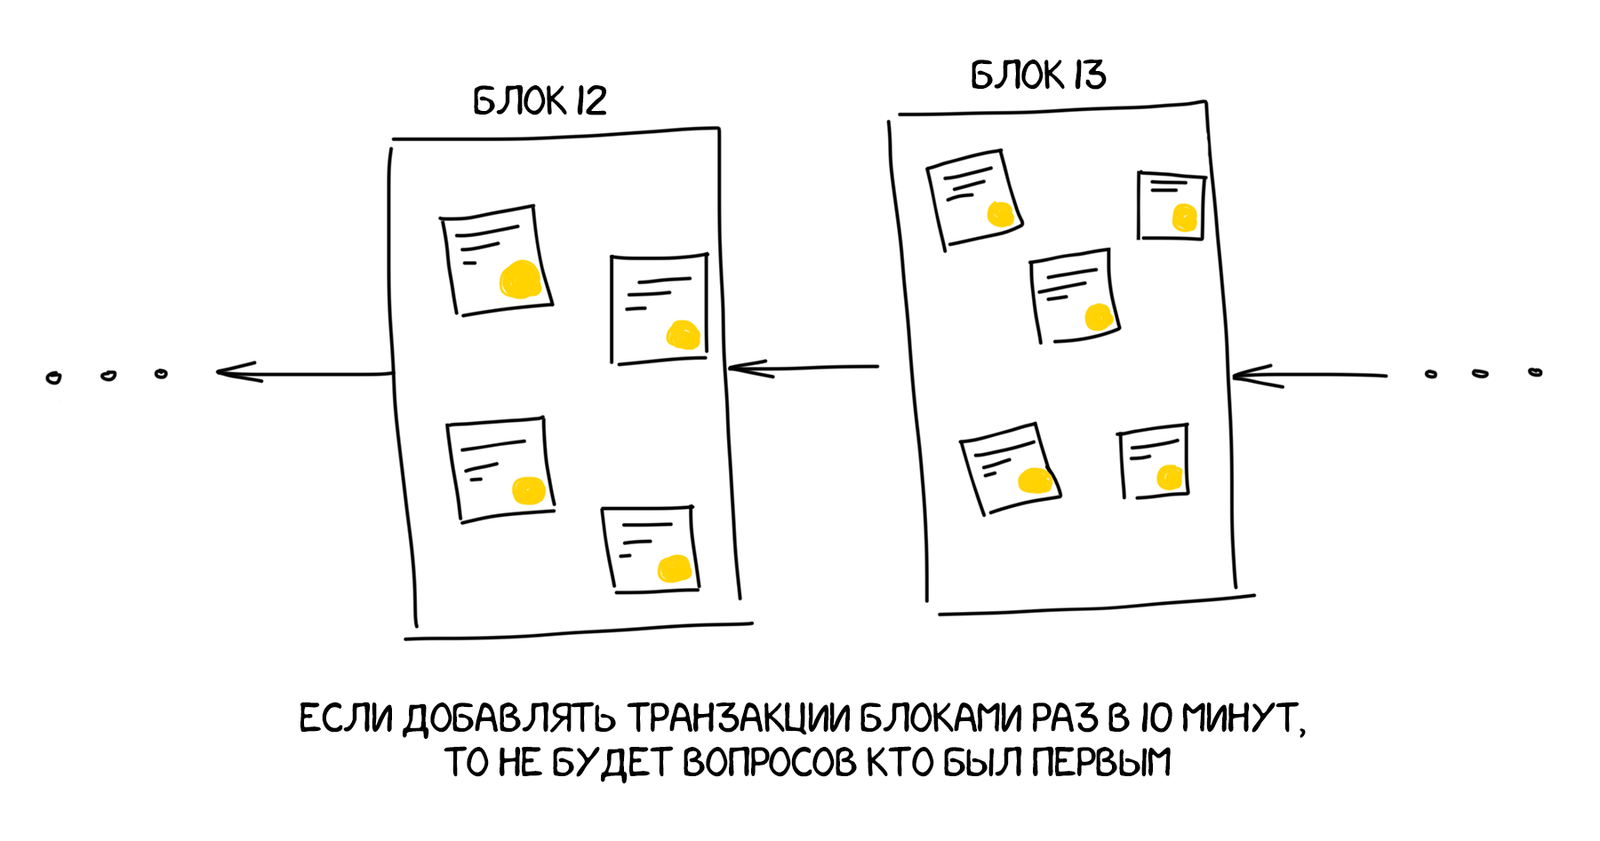 БЛОК 12
БЛОК 13
ЕСЛИ ДОБАВЛЯТЬ ТРАНЗАКЦИИ БЛОКАМИ РАЗ В 10 МИНУТ,
ТО НЕ БУДЕТ ВОПРОСОВ КТО БЫЛ ПЕРВЫМ